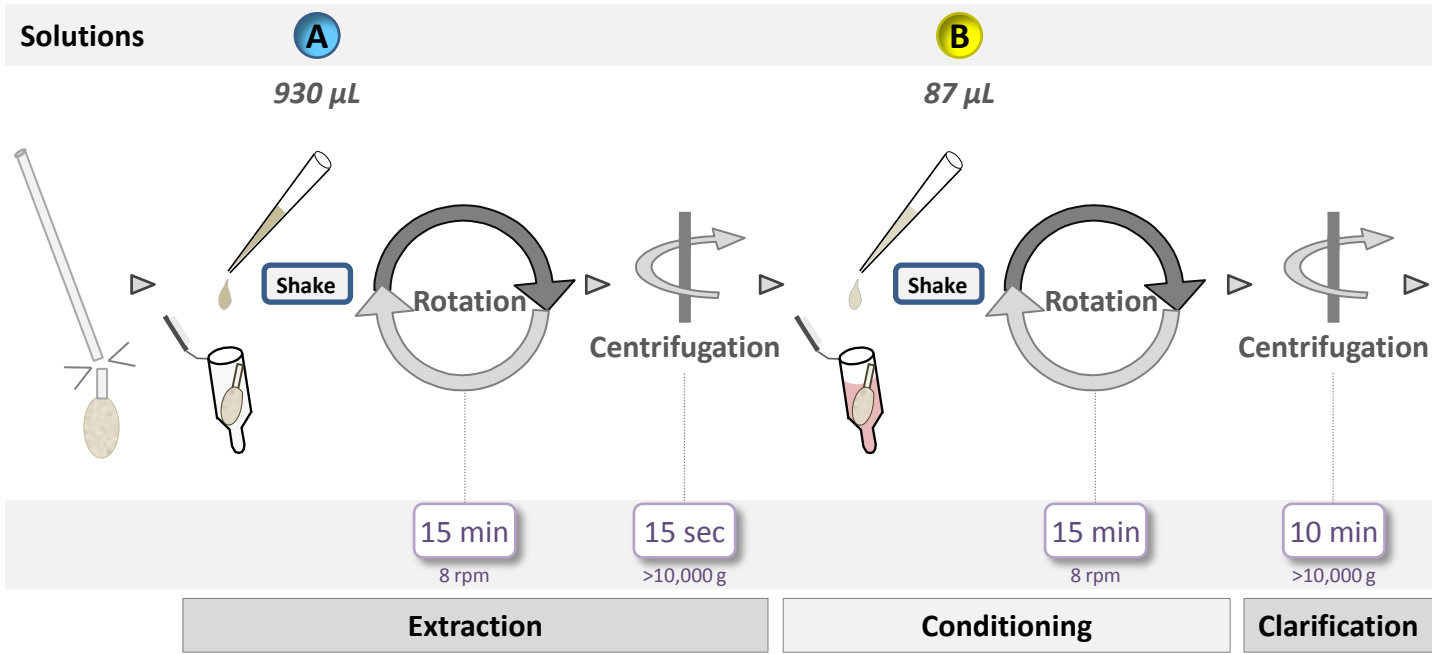 Solutions A B
930 µL 87 µL
Shake Rotation Shake Rotation
Centrifugation Centrifugation
15 min 15 sec 15 min 10 min
8 rpm >10,000 g 8 rpm >10,000 g
Extraction Conditioning Clarification